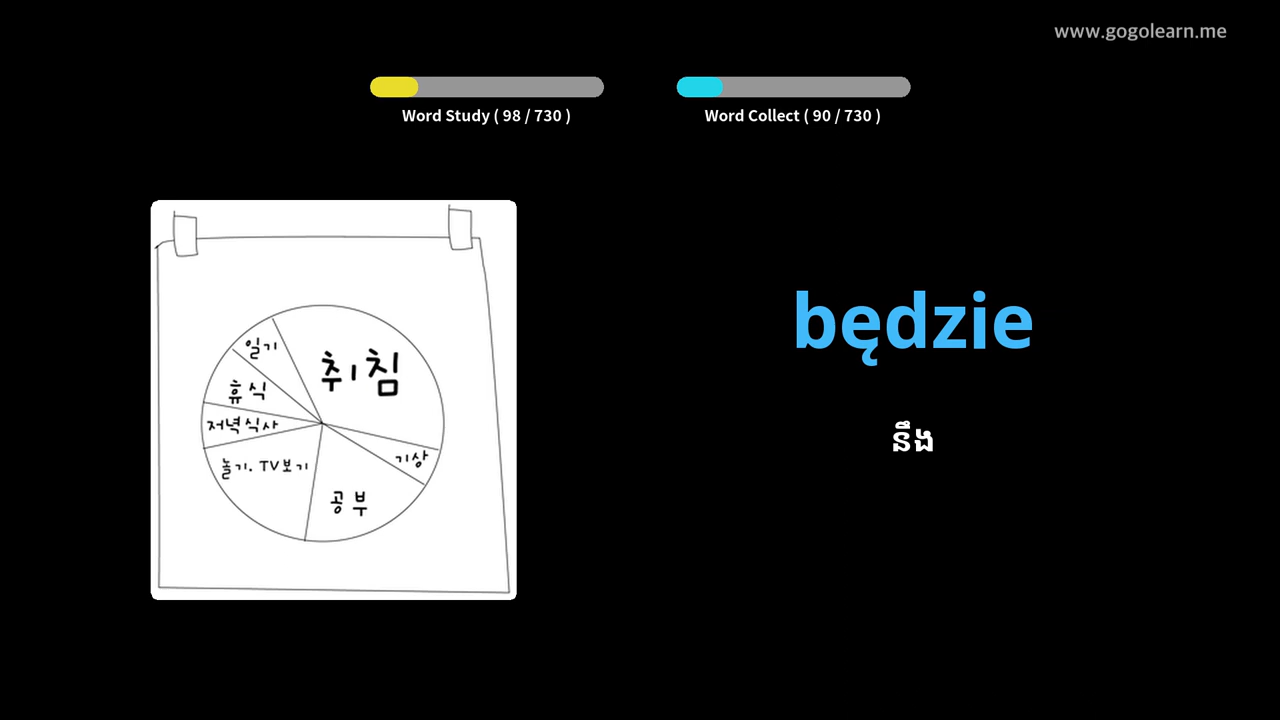 www.gogolearn.me
Word Study ( 98 / 730 )
Word Collect ( 90 / 730 )
일기
취침
휴식
저녁식사
놀기. TV보기
기상
공부
będzie
នឹង